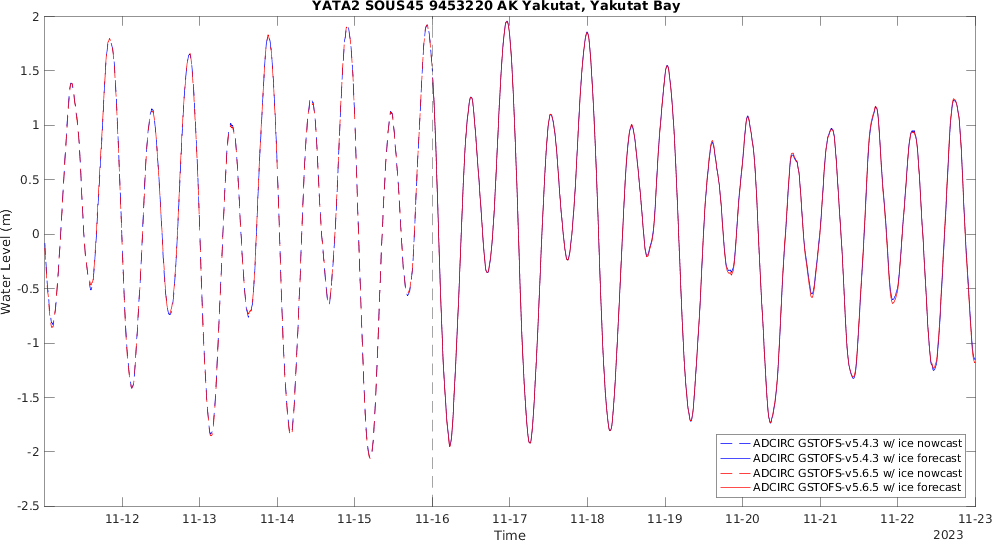 YATA2 SOUS45 9453220 AK Yakutat, Yakutat Bay
Water Level (m)
2
1.5
1
0.5
0
-0.5
-1
-1.5
-2
-2.5
ADCIRC GSTOFS-v5.4.3 w/ ice nowcast
ADCIRC GSTOFS-v5.4.3 w/ ice forecast
ADCIRC GSTOFS-v5.6.5 w/ ice nowcast
ADCIRC GSTOFS-v5.6.5 w/ ice forecast
11-12 11-13 11-14 11-15 11-16 11-17 11-18 11-19 11-20 11-21 11-22 11-23
Time
2023